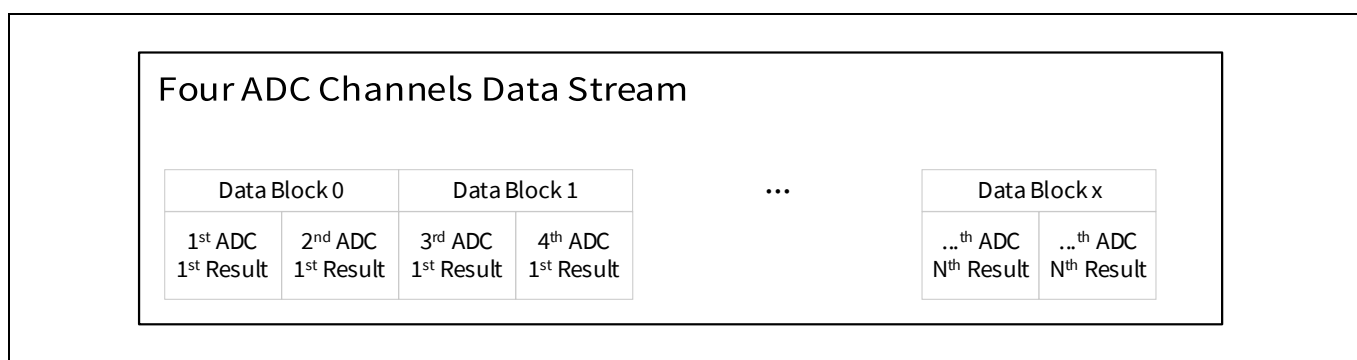 Four ADC Channels Data Stream
Data Block 0 Data Block 1 ... Data Block x
1st ADC 2nd ADC 3rd ADC 4th ADC ...th ADC ...th ADC
1st Result 1st Result 1st Result 1st Result Nth Result Nth Result